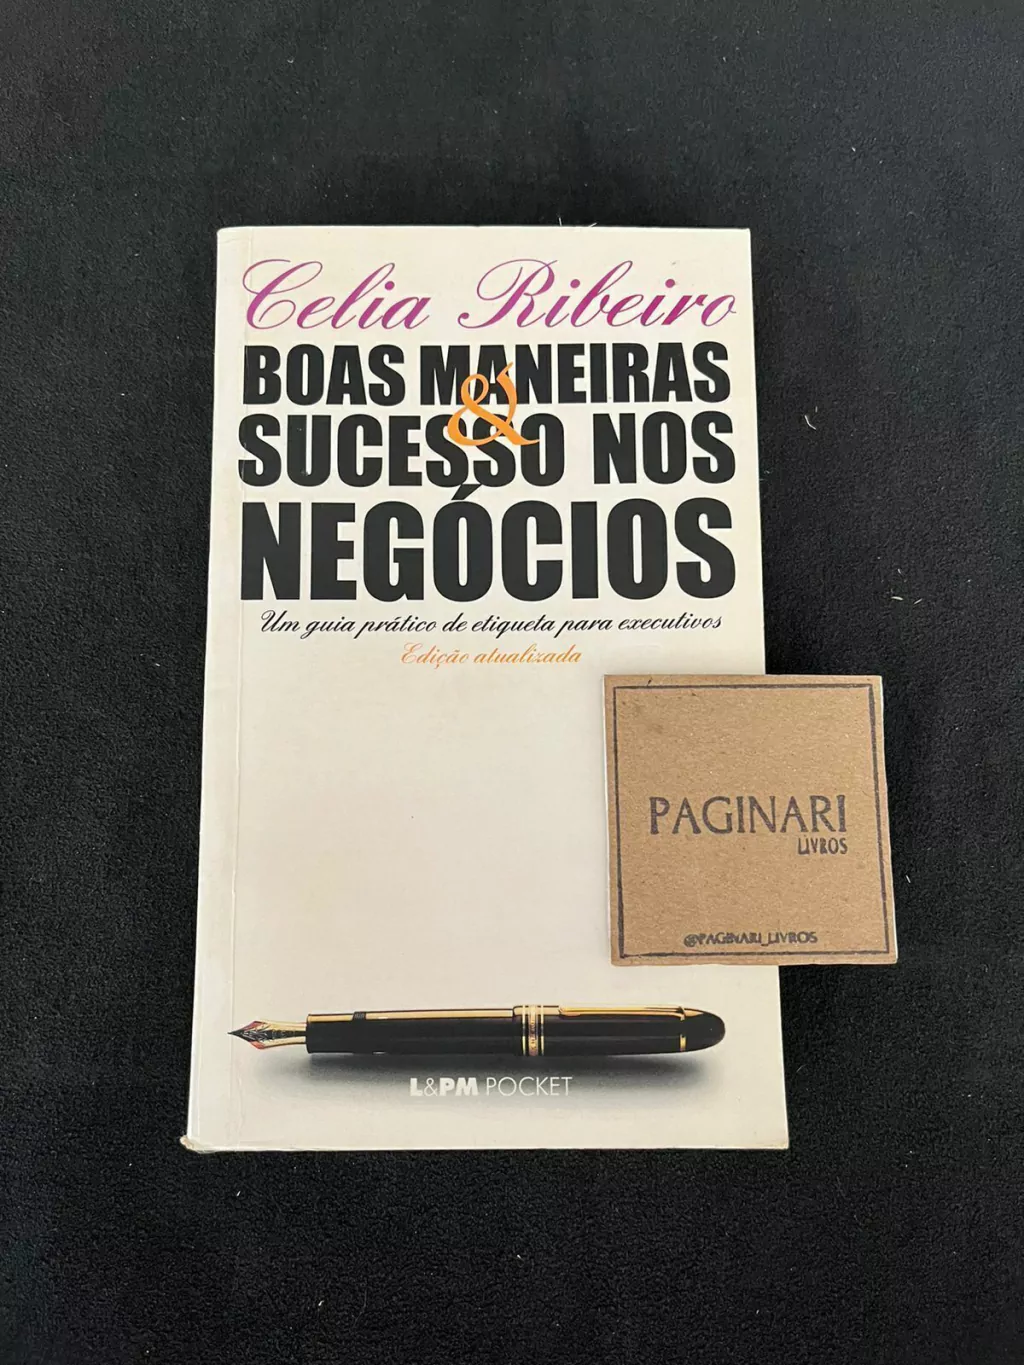 Celia Ribeiro
BOAS MANEIRAS
&
SUCESSO NOS
NEGÓCIOS
Um guia prático de etiqueta para executivos
Edição atualizada
PAGINARI
LIVROS
@PAGINARI_LIVROS
L&PM POCKET